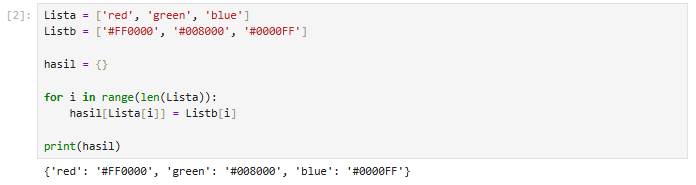 [2]: Lista = ['red', 'green', 'blue']
Listb = ['#FF0000', '#008000', '#0000FF']
hasil = {}
for i in range(len(Lista)):
    hasil[Lista[i]] = Listb[i]
print(hasil)
{'red': '#FF0000', 'green': '#008000', 'blue': '#0000FF'}